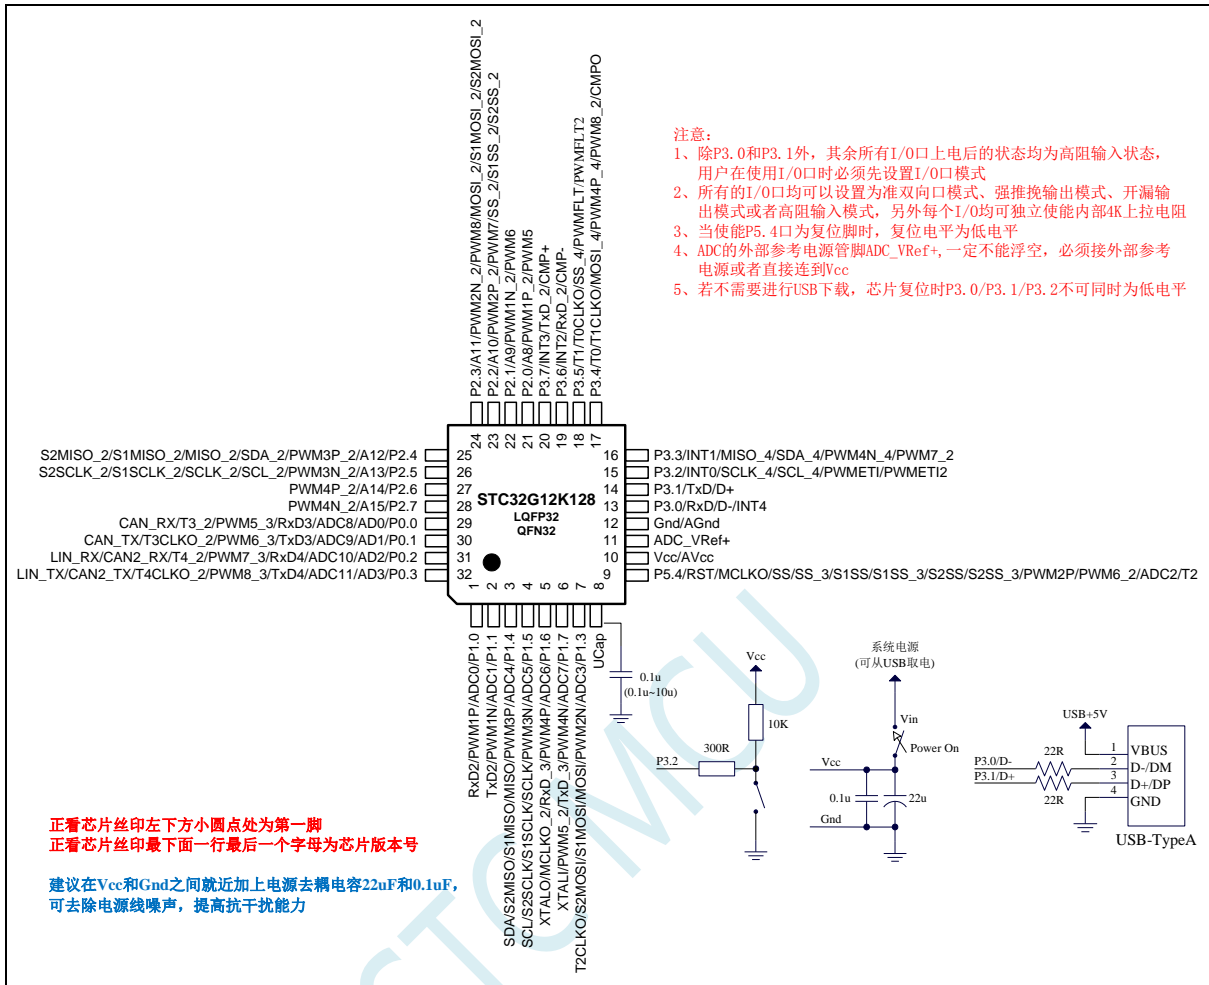 P2.3/A11/PWM2N_2/PWM8/MOSI_2/S1MOSI_2/S2MOSI_2
P2.2/A10/PWM2P_2/PWM7/SS_2/S1SS_2/S2SS_2
P2.1/A9/PWM1N_2/PWM6
P2.0/A8/PWM1P_2/PWM5
P3.7/INT3/TxD_2/CMP+
P3.6/INT2/RxD_2/CMP-
P3.5/T1/T0CLKO/SS_4/PWMFLT/PWMFLT2
P3.4/T0/T1CLKO/MOSI_4/PWM4P_4/PWM8_2/CMPO
注意：
1、除P3.0和P3.1外，其余所有I/O口上电后的状态均为高阻输入状态，
用户在使用I/O口时必须先设置I/O口模式
2、所有的I/O口均可以设置为准双向口模式、强推挽输出模式、开漏输
出模式或者高阻输入模式，另外每个I/O均可独立使能内部4K上拉电阻
3、当使能P5.4口为复位脚时，复位电平为低电平
4、ADC的外部参考电源管脚ADC_VRef+,一定不能浮空，必须接外部参考
电源或者直接连到Vcc
5、若不需要进行USB下载，芯片复位时P3.0/P3.1/P3.2不可同时为低电平
24 23 22 21 20 19 18 17
S2MISO_2/S1MISO_2/MISO_2/SDA_2/PWM3P_2/A12/P2.4 25
S2SCLK_2/S1SCLK_2/SCLK_2/SCL_2/PWM3N_2/A13/P2.5 26
PWM4P_2/A14/P2.6 27
PWM4N_2/A15/P2.7 28
CAN_RX/T3_2/PWM5_3/RxD3/ADC8/AD0/P0.0 29
CAN_TX/T3CLKO_2/PWM6_3/TxD3/ADC9/AD1/P0.1 30
LIN_RX/CAN2_RX/T4_2/PWM7_3/RxD4/ADC10/AD2/P0.2 31
LIN_TX/CAN2_TX/T4CLKO_2/PWM8_3/TxD4/ADC11/AD3/P0.3 32
STC32G12K128
LQFP32
QFN32
16 P3.3/INT1/MISO_4/SDA_4/PWM4N_4/PWM7_2
15 P3.2/INT0/SCLK_4/SCL_4/PWMETI/PWMETI2
14 P3.1/TxD/D+
13 P3.0/RxD/D-/INT4
12 Gnd/AGnd
11 ADC_VRef+
10 Vcc/AVcc
9 P5.4/RST/MCLKO/SS/SS_3/S1SS/S1SS_3/S2SS/S2SS_3/PWM2P/PWM6_2/ADC2/T2
1 2 3 4 5 6 7 8
RxD2/PWM1P/ADC0/P1.0
TxD2/PWM1N/ADC1/P1.1
SDA/S2MISO/S1MISO/MISO/PWM3P/ADC4/P1.4
SCL/S2SCLK/S1SCLK/SCLK/PWM3N/ADC5/P1.5
XTALO/MCLKO_2/RxD_3/PWM4P/ADC6/P1.6
XTALI/PWM5_2/TxD_3/PWM4N/ADC7/P1.7
T2CLKO/S2MOSI/S1MOSI/MOSI/PWM2N/ADC3/P1.3
UCap
0.1u
(0.1u~10u)
Vcc
10K
300R
P3.2
系统电源
(可从USB取电)
Vin
Power On
Vcc
0.1u
22u
Gnd
USB+5V
P3.0/D-
P3.1/D+
22R
22R
1 VBUS
2 D-/DM
3 D+/DP
4 GND
USB-TypeA
正看芯片丝印左下方小圆点处为第一脚
正看芯片丝印最下面一行最后一个字母为芯片版本号
建议在Vcc和Gnd之间就近加上电源去耦电容22uF和0.1uF，
可去除电源线噪声，提高抗干扰能力
STCMCU